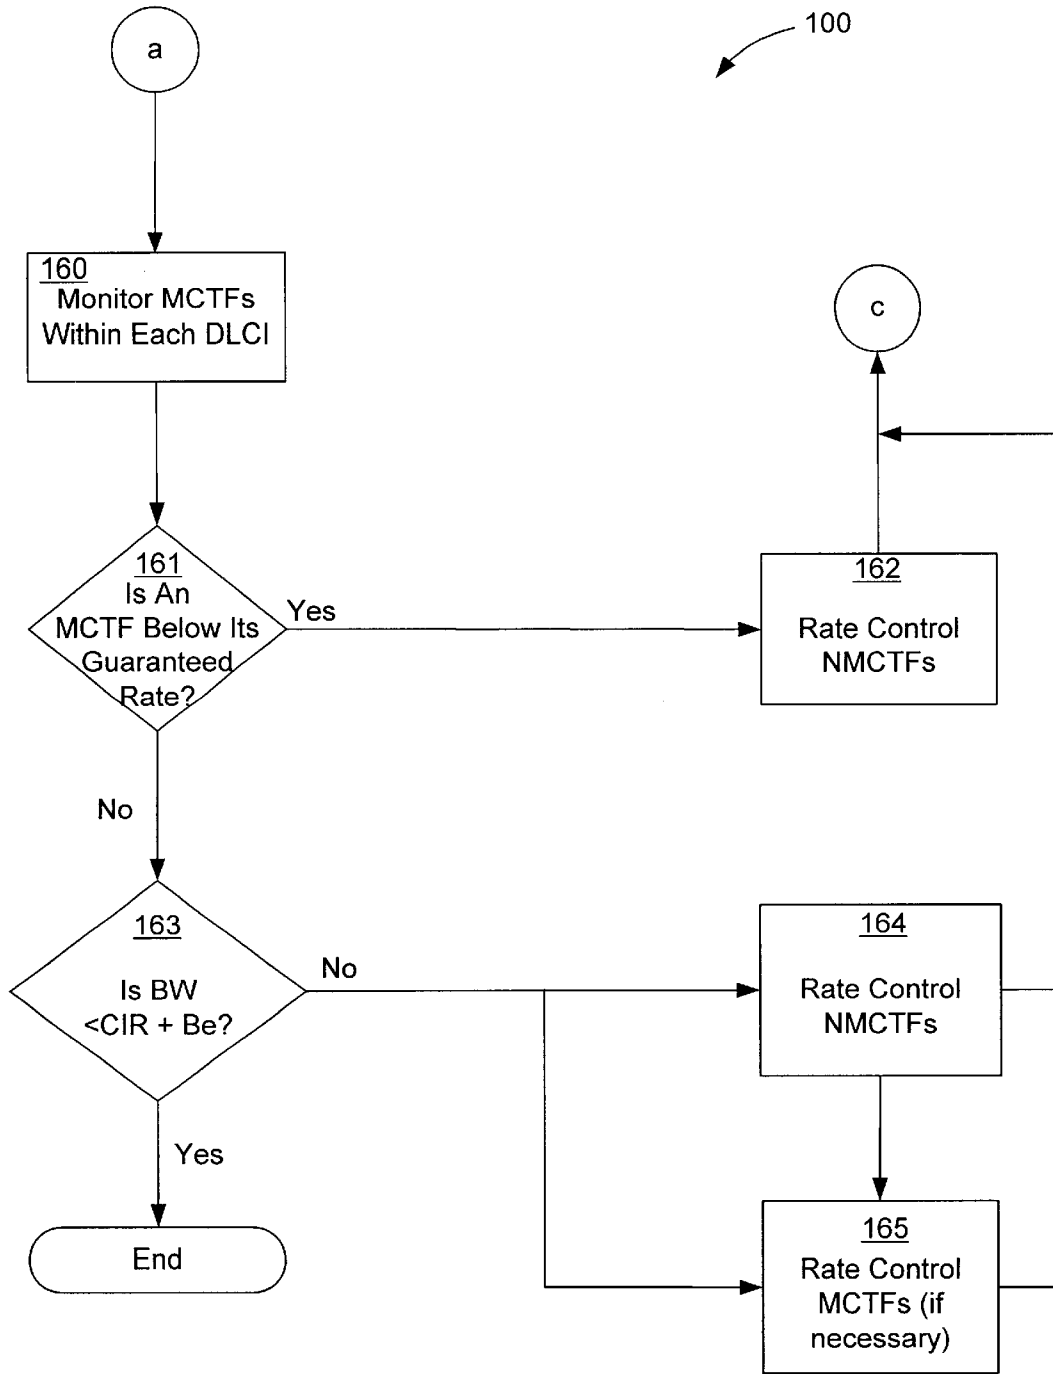 a
100
160
Monitor MCTFs
Within Each DLCI
c
161
Is An
MCTF Below Its
Guaranteed
Rate?
Yes
162
Rate Control
NMCTFs
No
163
Is BW
<CIR + Be?
No
164
Rate Control
NMCTFs
Yes
End
165
Rate Control
MCTFs (if
necessary)